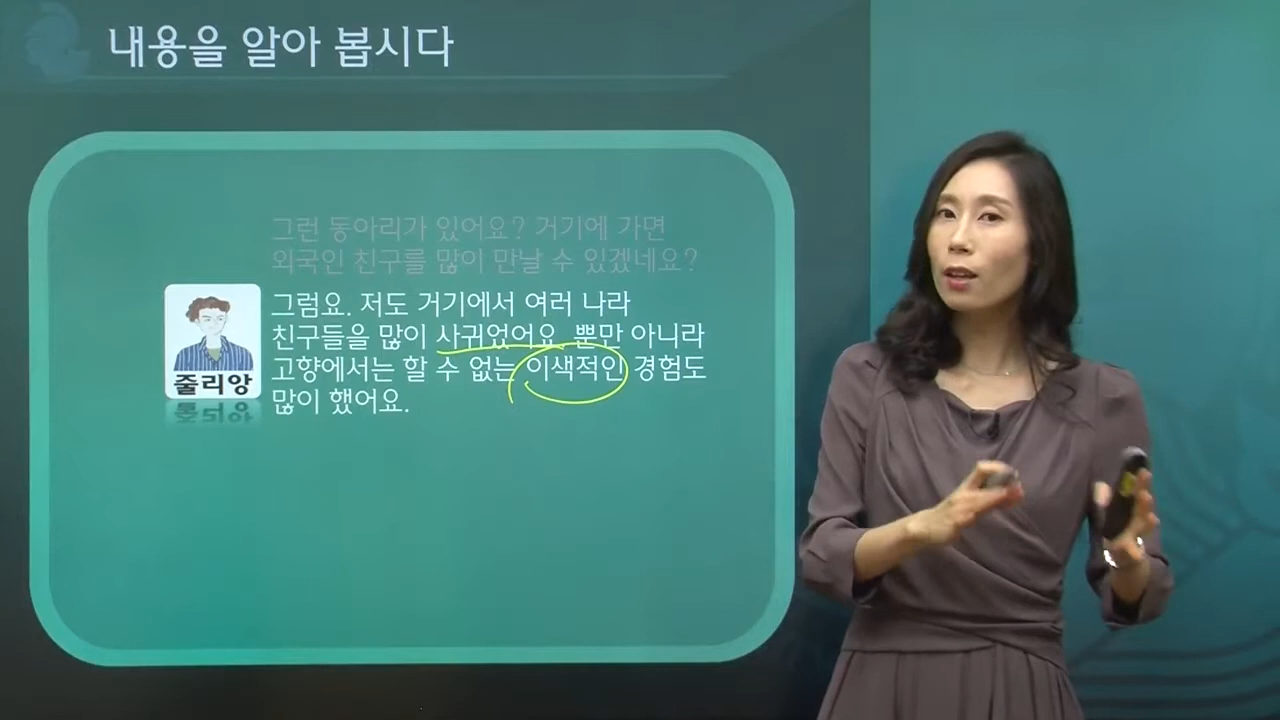 내용을 알아 봅시다
그런 동아리가 있어요? 거기에 가면
외국인 친구를 많이 만날 수 있겠네요?
그럼요. 저도 거기에서 여러 나라
친구들을 많이 사귀었어요. 뿐만 아니라
고향에서는 할 수 없는 이색적인 경험도
많이 했어요.
줄리앙